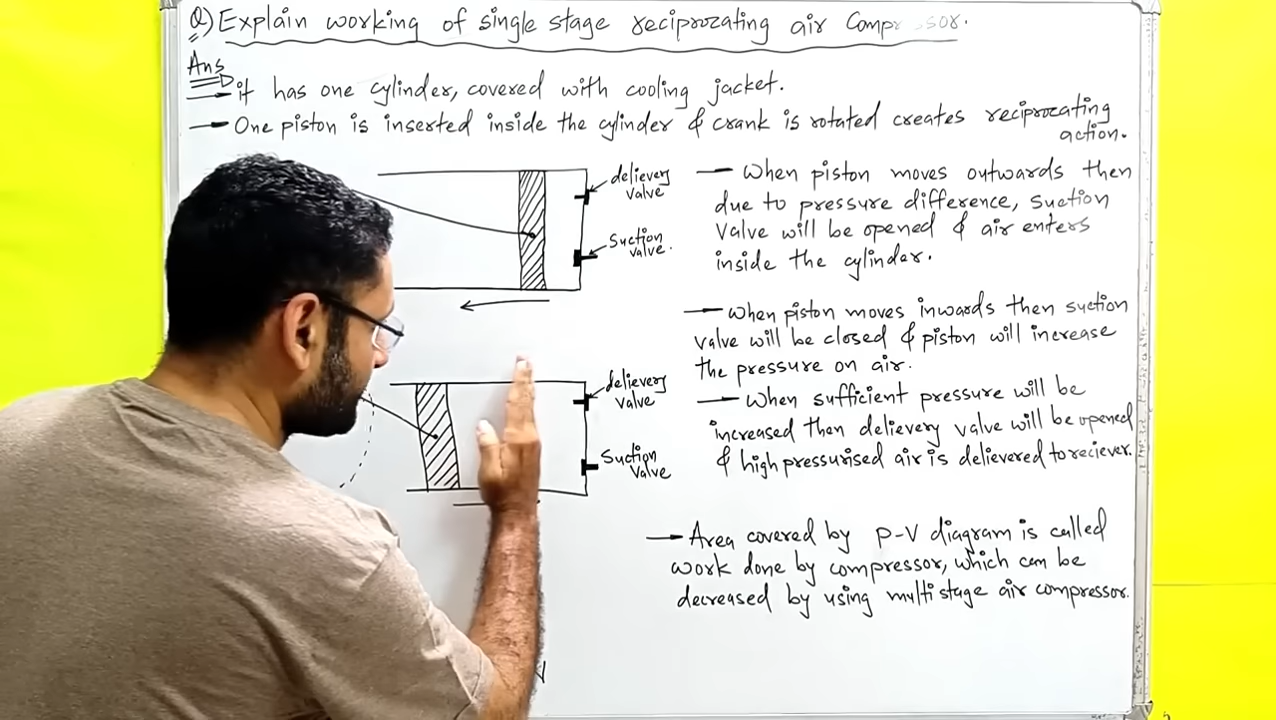 Q) Explain working of single stage reciprozating air
Ans
→ it has one cylinder, covered with cooling jacket.
→ One piston is inserted inside the cylinder & crank is rotated creates reciprozating
action.
delievery
valve
Suction
valve.
— When piston moves outwards then
due to pressure difference, suction
valve will be opened & air enters
inside the cylinder.
— When piston moves inwards then suction
valve will be closed & piston will increase
the pressure on air.
delievery
valve
Suction
valve
— When sufficient pressure will be
increased then delievery valve will be opened
& high pressurised air is delievered to reciever.
→ Area covered by P-V diagram is called
work done by compressor, which can be
decreased by using multistage air compressor.
V